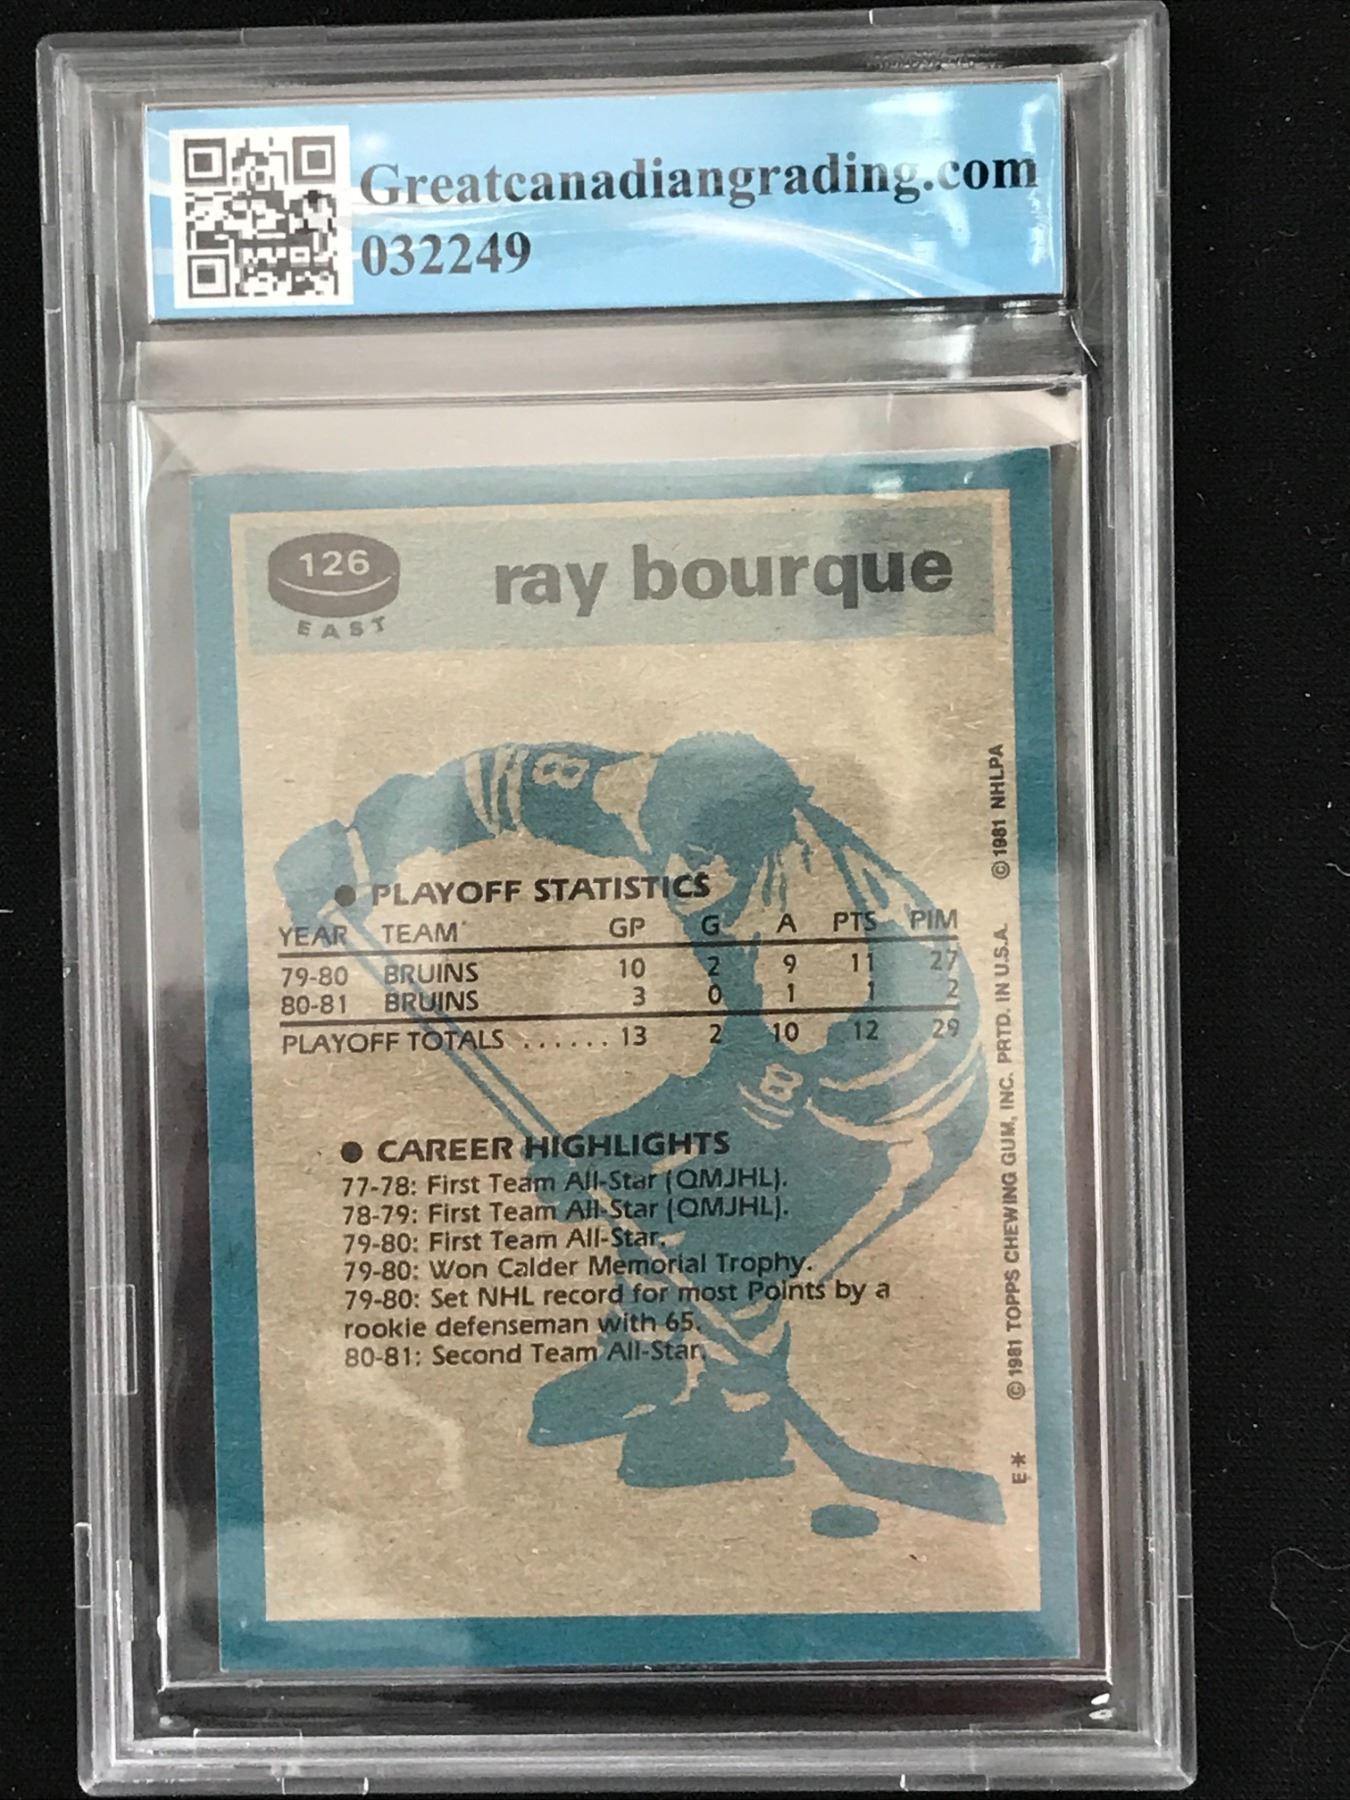 Greatcanadiangrading.com
032249
126
EAST
ray bourque
● PLAYOFF STATISTICS
YEAR TEAM GP G A PTS PIM
79-80 BRUINS 10 2 9 11 27
80-81 BRUINS 3 0 1 1 2
PLAYOFF TOTALS ...... 13 2 10 12 29
● CAREER HIGHLIGHTS
77-78: First Team All-Star (QMJHL).
78-79: First Team All-Star (QMJHL).
79-80: First Team All-Star.
79-80: Won Calder Memorial Trophy.
79-80: Set NHL record for most Points by a
rookie defenseman with 65.
80-81: Second Team All-Star.
E* © 1981 TOPPS CHEWING GUM, INC. PRTD. IN U.S.A. © 1981 NHLPA
8
8